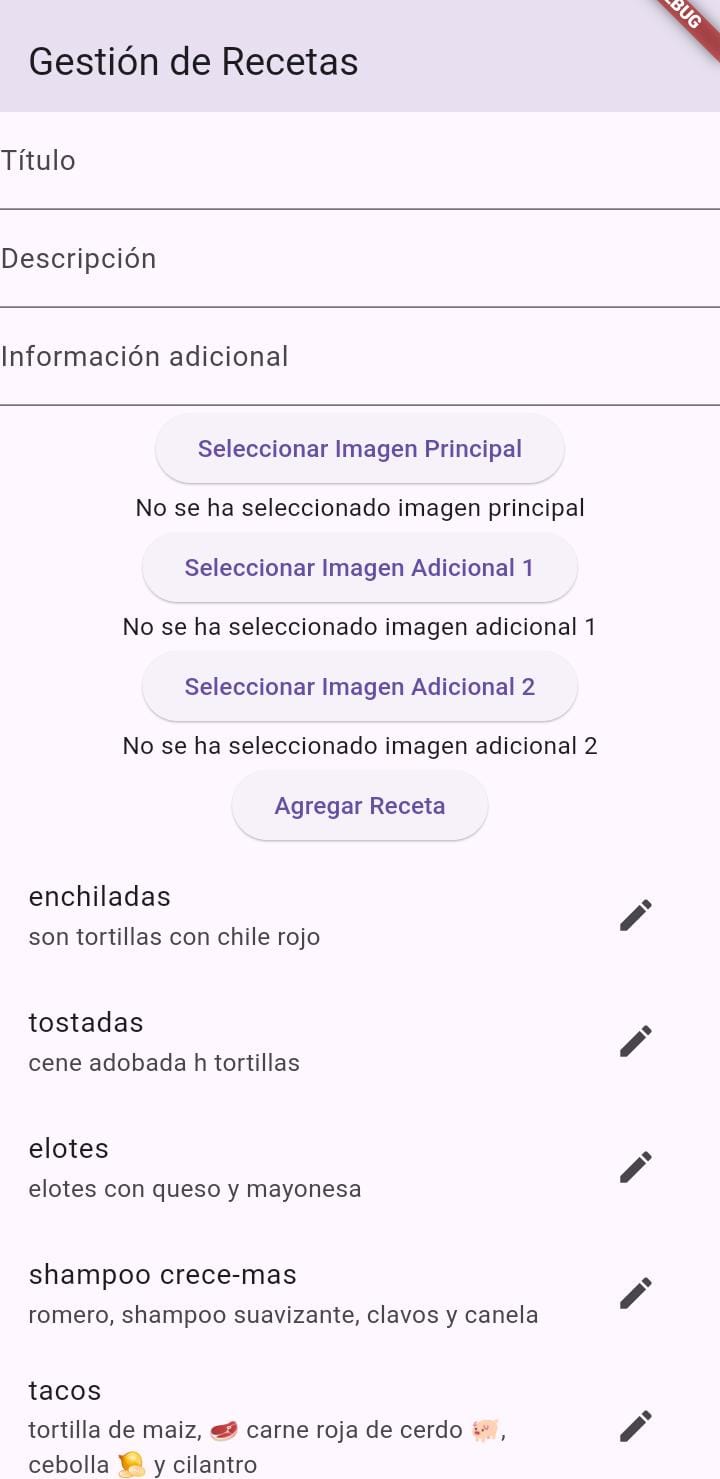 Gestión de Recetas
Título
Descripción
Información adicional
Seleccionar Imagen Principal
No se ha seleccionado imagen principal
Seleccionar Imagen Adicional 1
No se ha seleccionado imagen adicional 1
Seleccionar Imagen Adicional 2
No se ha seleccionado imagen adicional 2
Agregar Receta
enchiladas
son tortillas con chile rojo
tostadas
cene adobada h tortillas
elotes
elotes con queso y mayonesa
shampoo crece-mas
romero, shampoo suavizante, clavos y canela
tacos
tortilla de maiz, 🥩 carne roja de cerdo 🐖,
cebolla 🧅 y cilantro